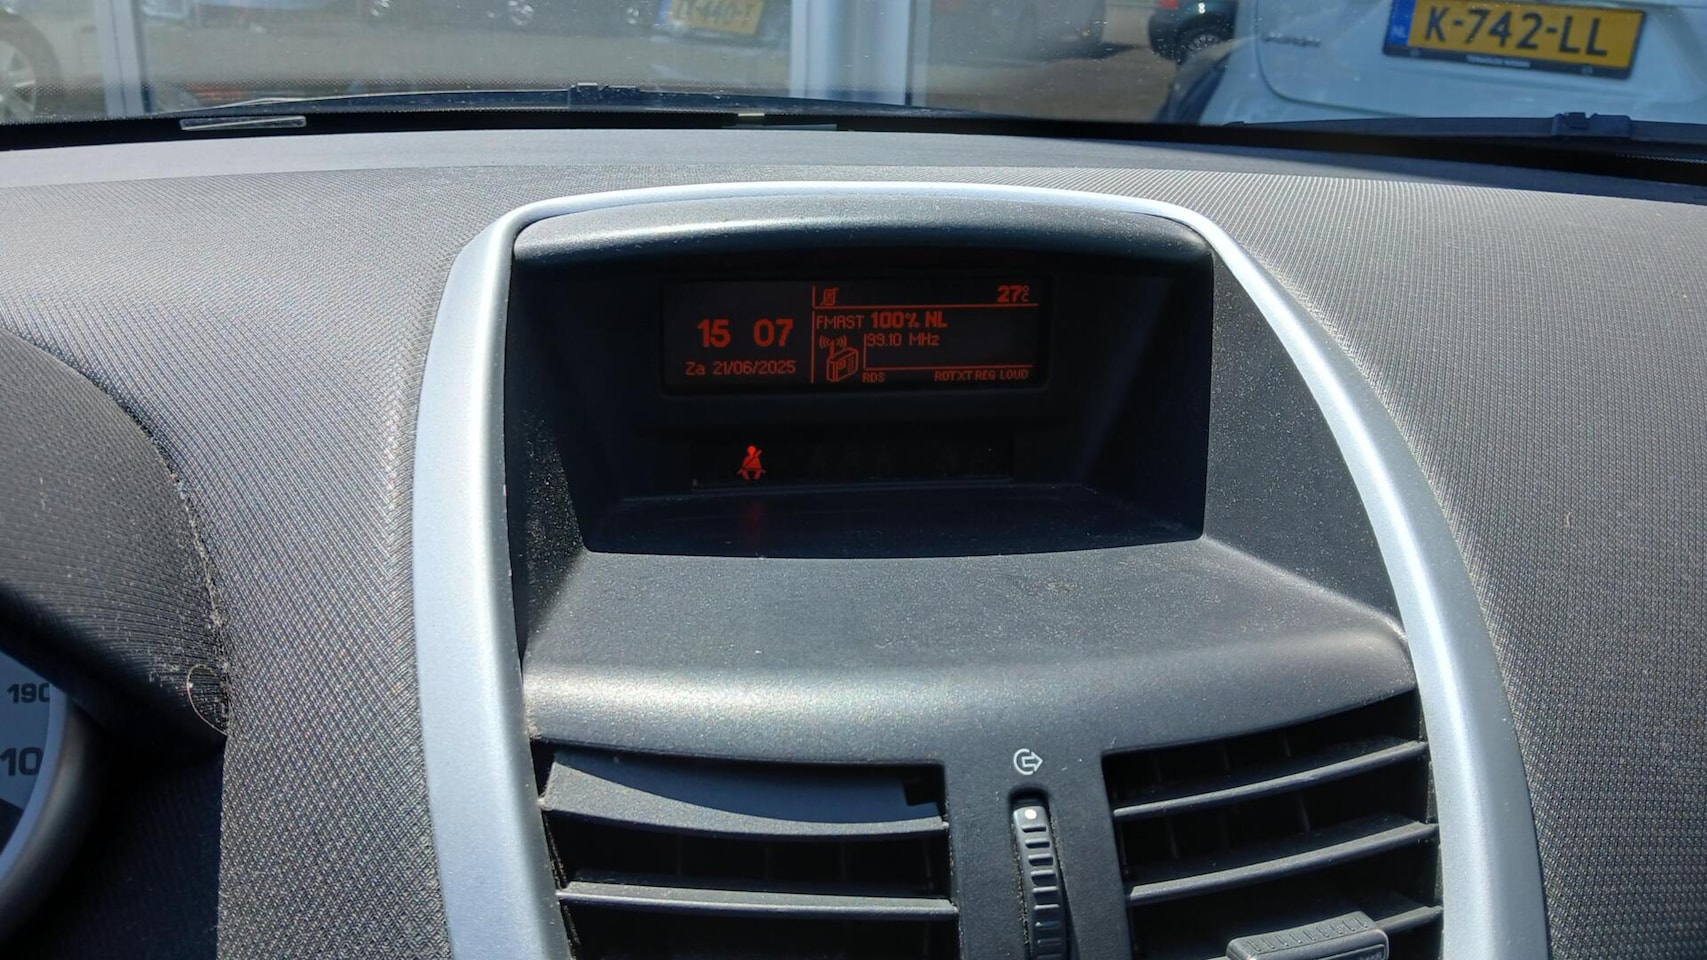 K-742-LL
NL
27°C
FMAST 100% NL
15 07
99.10 MHz
Za 21/06/2025
RDS RDTXT REG LOUD
190
10